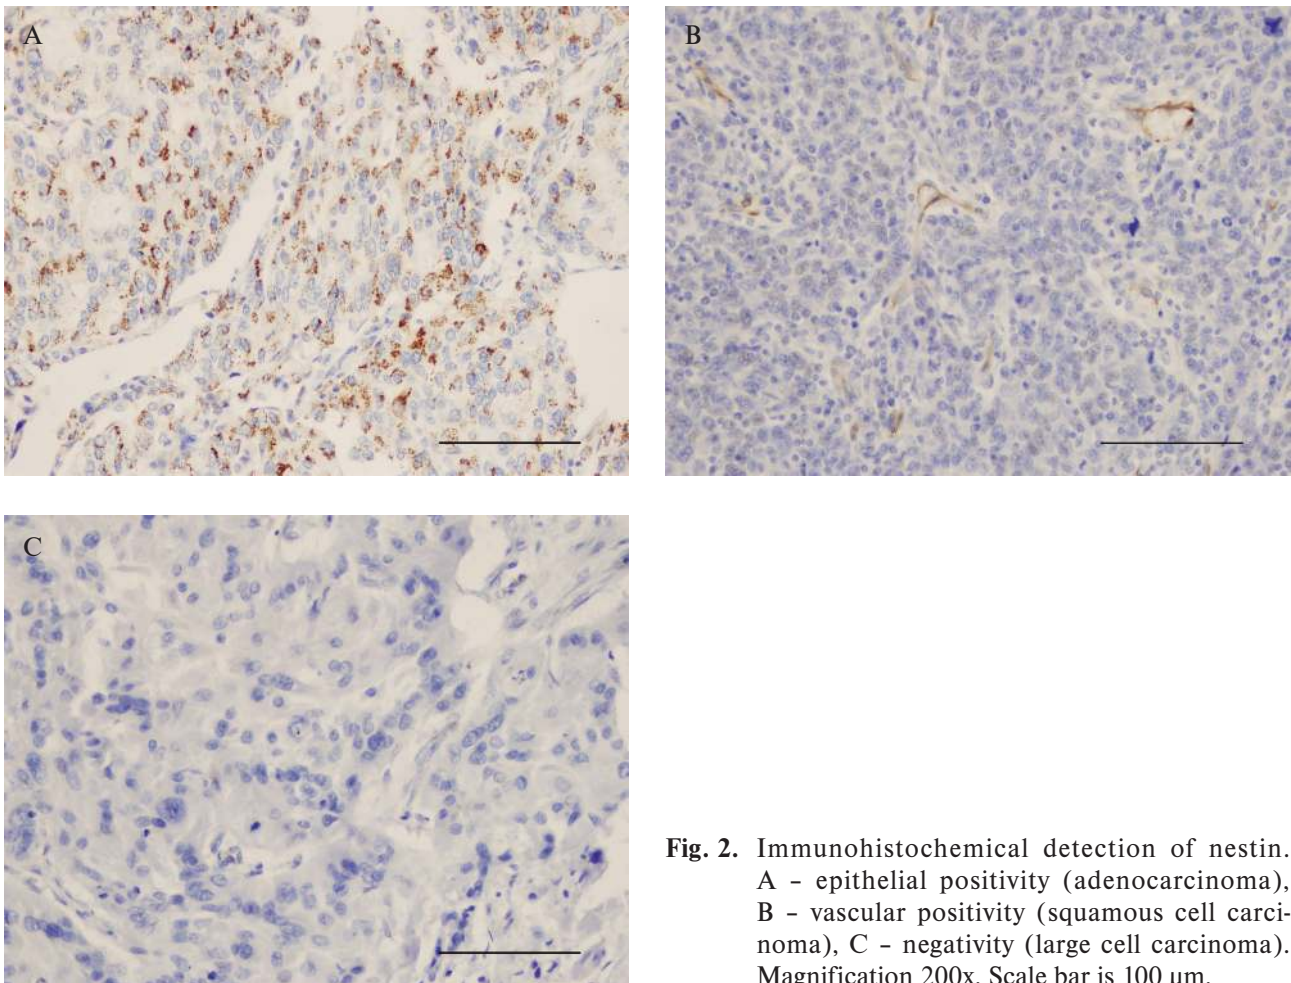 A
B
C
Fig. 2. Immunohistochemical detection of nestin.
A – epithelial positivity (adenocarcinoma),
B – vascular positivity (squamous cell carci-
noma), C – negativity (large cell carcinoma).
Magnification 200x. Scale bar is 100 µm.